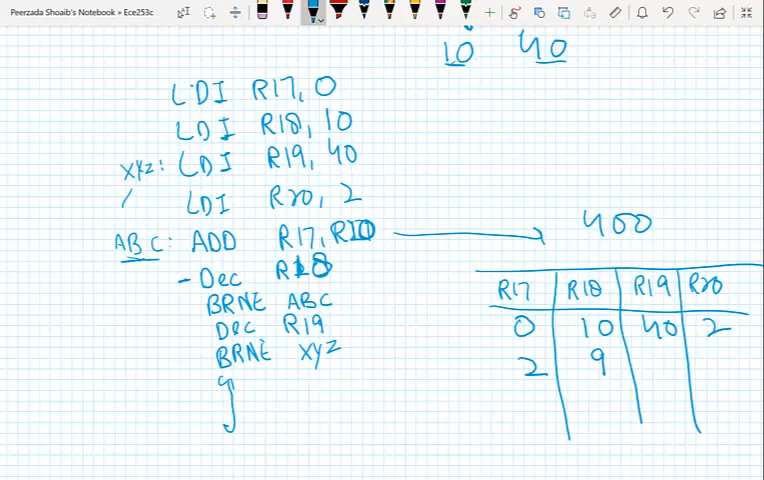 Peerzada Shoaib's Notebook » Ece253c
10 40
LDI R17, 0
LDI R18, 10
XYZ: LDI R19, 40
LDI R20, 2
ABC: ADD R17, R20
400
- Dec R18
BRNE ABC
Dec R19
BRNE XYZ
R17 R18 R19 R20
0 10 40 2
2 9